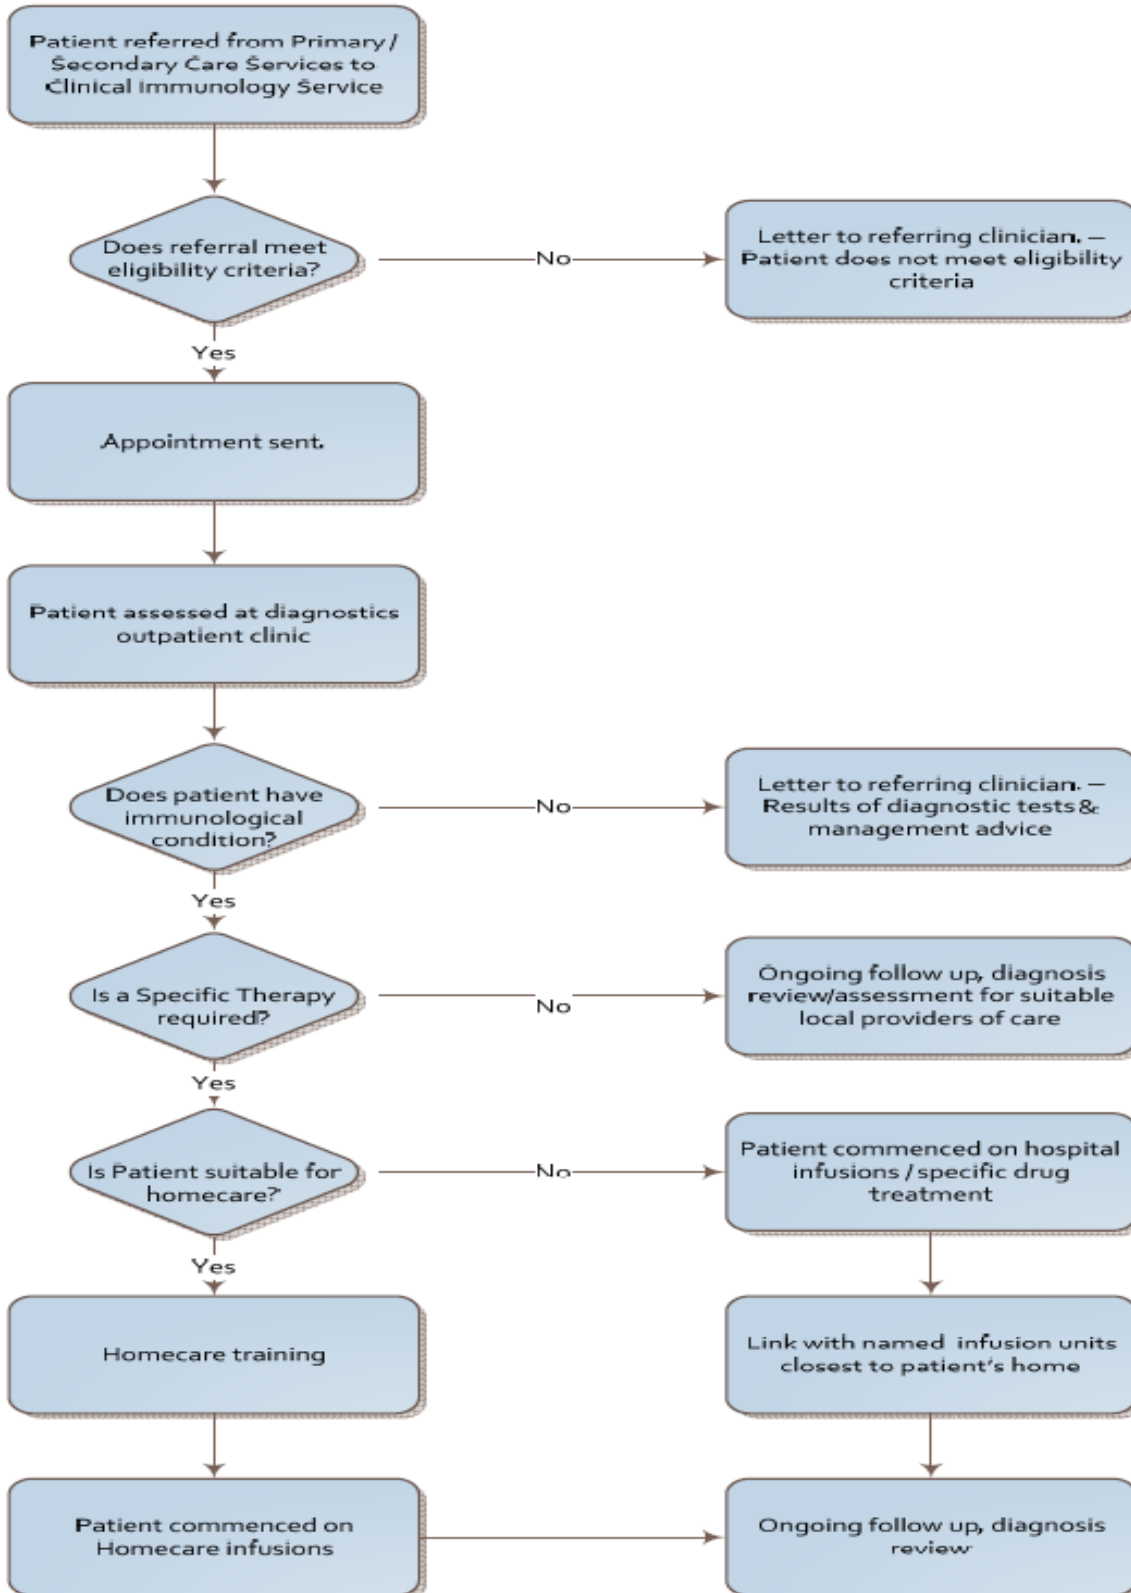 Patient referred from Primary /
Secondary Care Services to
Clinical Immunology Service
Does referral meet
eligibility criteria?
No
Letter to referring clinician. –
Patient does not meet eligibility
criteria
Yes
Appointment sent.
Patient assessed at diagnostics
outpatient clinic
Does patient have
immunological
condition?
No
Letter to referring clinician. –
Results of diagnostic tests &
management advice
Yes
Is a Specific Therapy
required?
No
Ongoing follow up, diagnosis
review/assessment for suitable
local providers of care
Yes
Is Patient suitable for
homecare?
No
Patient commenced on hospital
infusions / specific drug
treatment
Yes
Homecare training
Link with named infusion units
closest to patient's home
Patient commenced on
Homecare infusions
Ongoing follow up, diagnosis
review